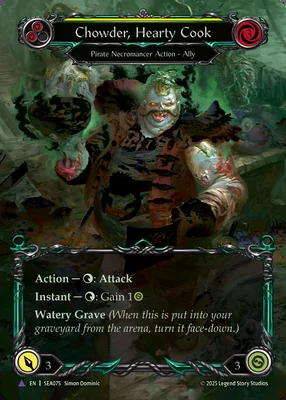 Chowder, Hearty Cook
Pirate Necromancer Action - Ally
Action — : Attack
Instant — : Gain 1
Watery Grave (When this is put into your
graveyard from the arena, turn it face-down.)
3
3
EN | SEA075 Simon Dominic
© 2025 Legend Story Studios